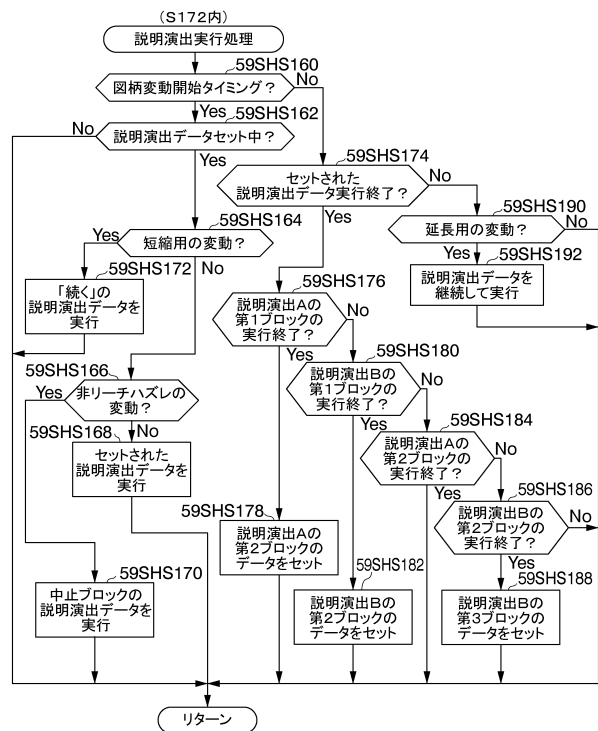 (S172内)
説明演出実行処理
59SHS160
図柄変動開始タイミング？
No
Yes
59SHS162
説明演出データセット中？
No
Yes
59SHS174
セットされた
説明演出データ実行終了？
No
Yes
59SHS190
延長用の変動？
No
Yes
59SHS192
説明演出データを
継続して実行
59SHS164
短縮用の変動？
Yes
No
59SHS172
「続く」の
説明演出データを
実行
59SHS176
説明演出Aの
第1ブロックの
実行終了？
No
Yes
59SHS180
説明演出Bの
第1ブロックの
実行終了？
No
Yes
59SHS166
非リーチハズレの
変動？
Yes
No
59SHS168
セットされた
説明演出データを
実行
59SHS184
説明演出Aの
第2ブロックの
実行終了？
No
Yes
59SHS186
説明演出Bの
第2ブロックの
実行終了？
No
Yes
59SHS178
説明演出Aの
第2ブロックの
データをセット
59SHS170
中止ブロックの
説明演出データを
実行
59SHS182
説明演出Bの
第2ブロックの
データをセット
59SHS188
説明演出Bの
第3ブロックの
データをセット
リターン